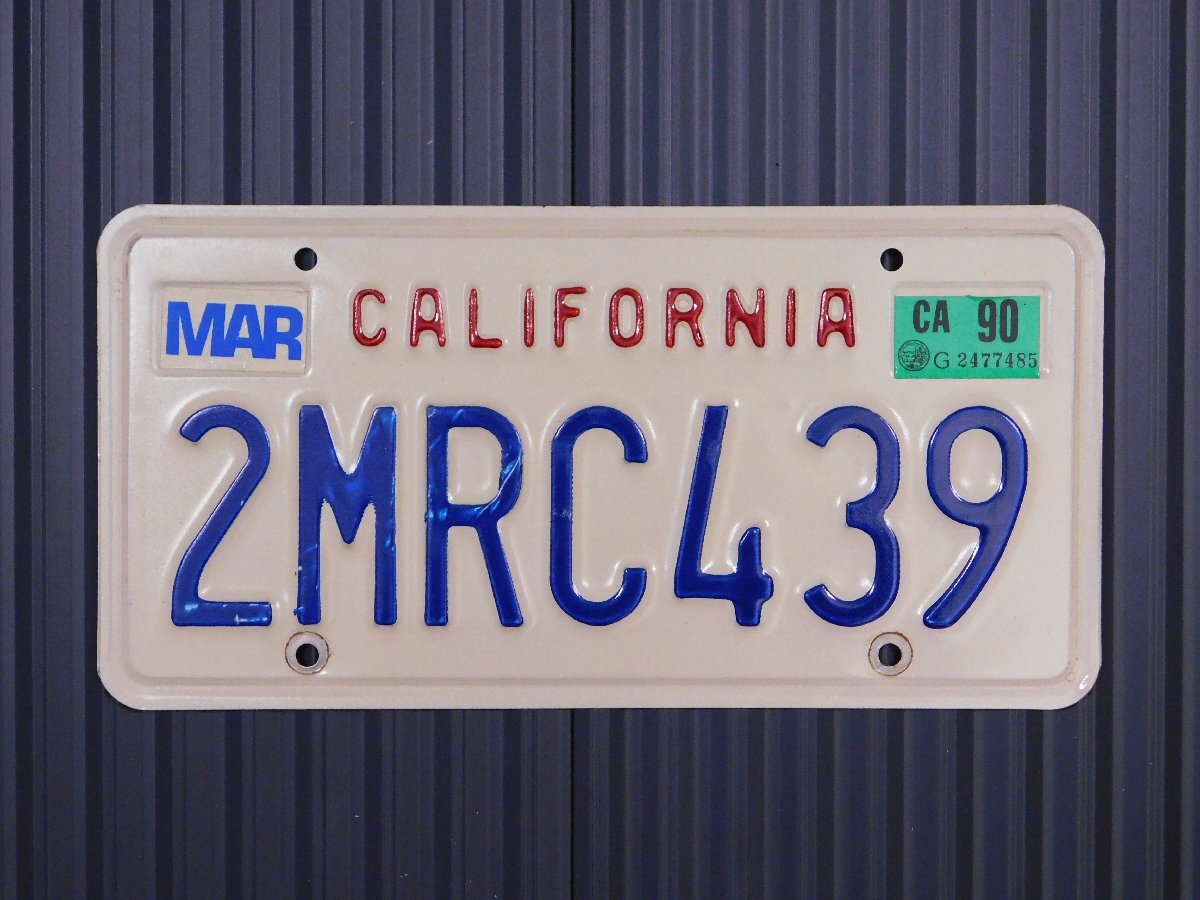 MAR
CALIFORNIA
CA 90
G 2477485
2MRC439